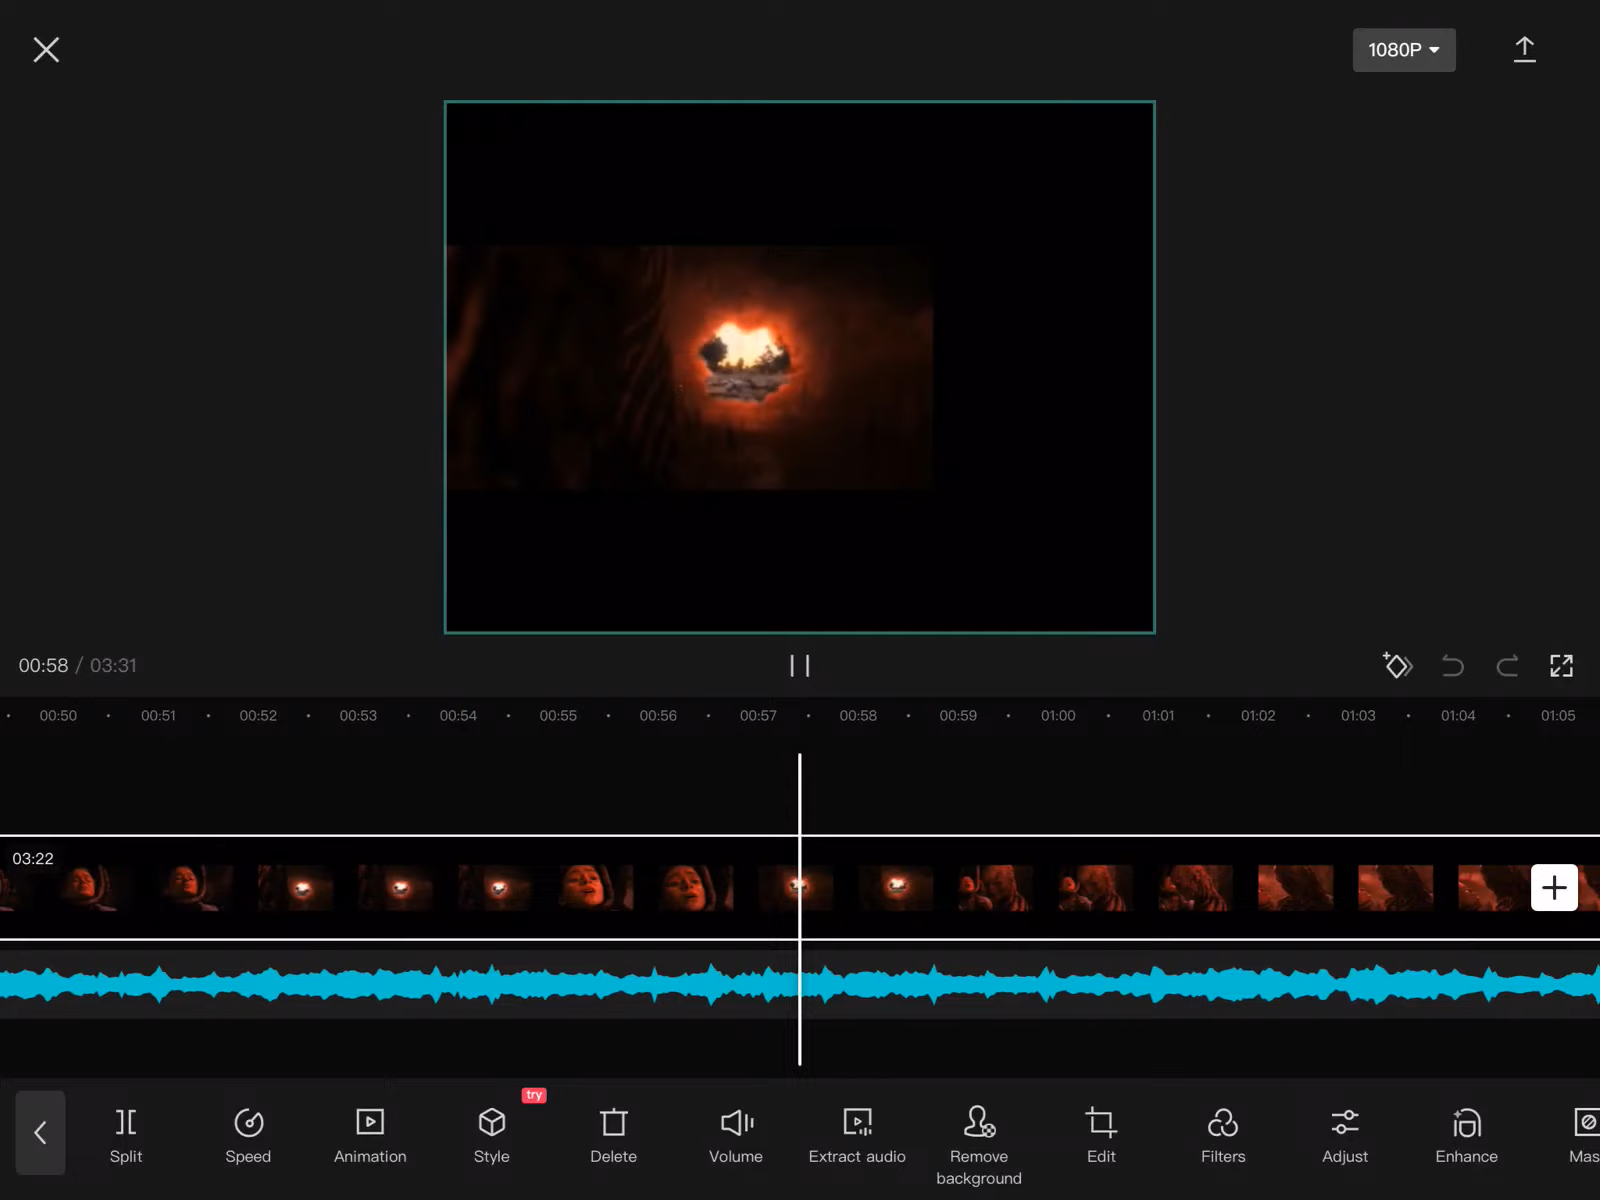 1080P
00:58 / 03:31
00:50 00:51 00:52 00:53 00:54 00:55 00:56 00:57 00:58 00:59 01:00 01:01 01:02 01:03 01:04 01:05
03:22
try
Split Speed Animation Style Delete Volume Extract audio Remove background Edit Filters Adjust Enhance Mas